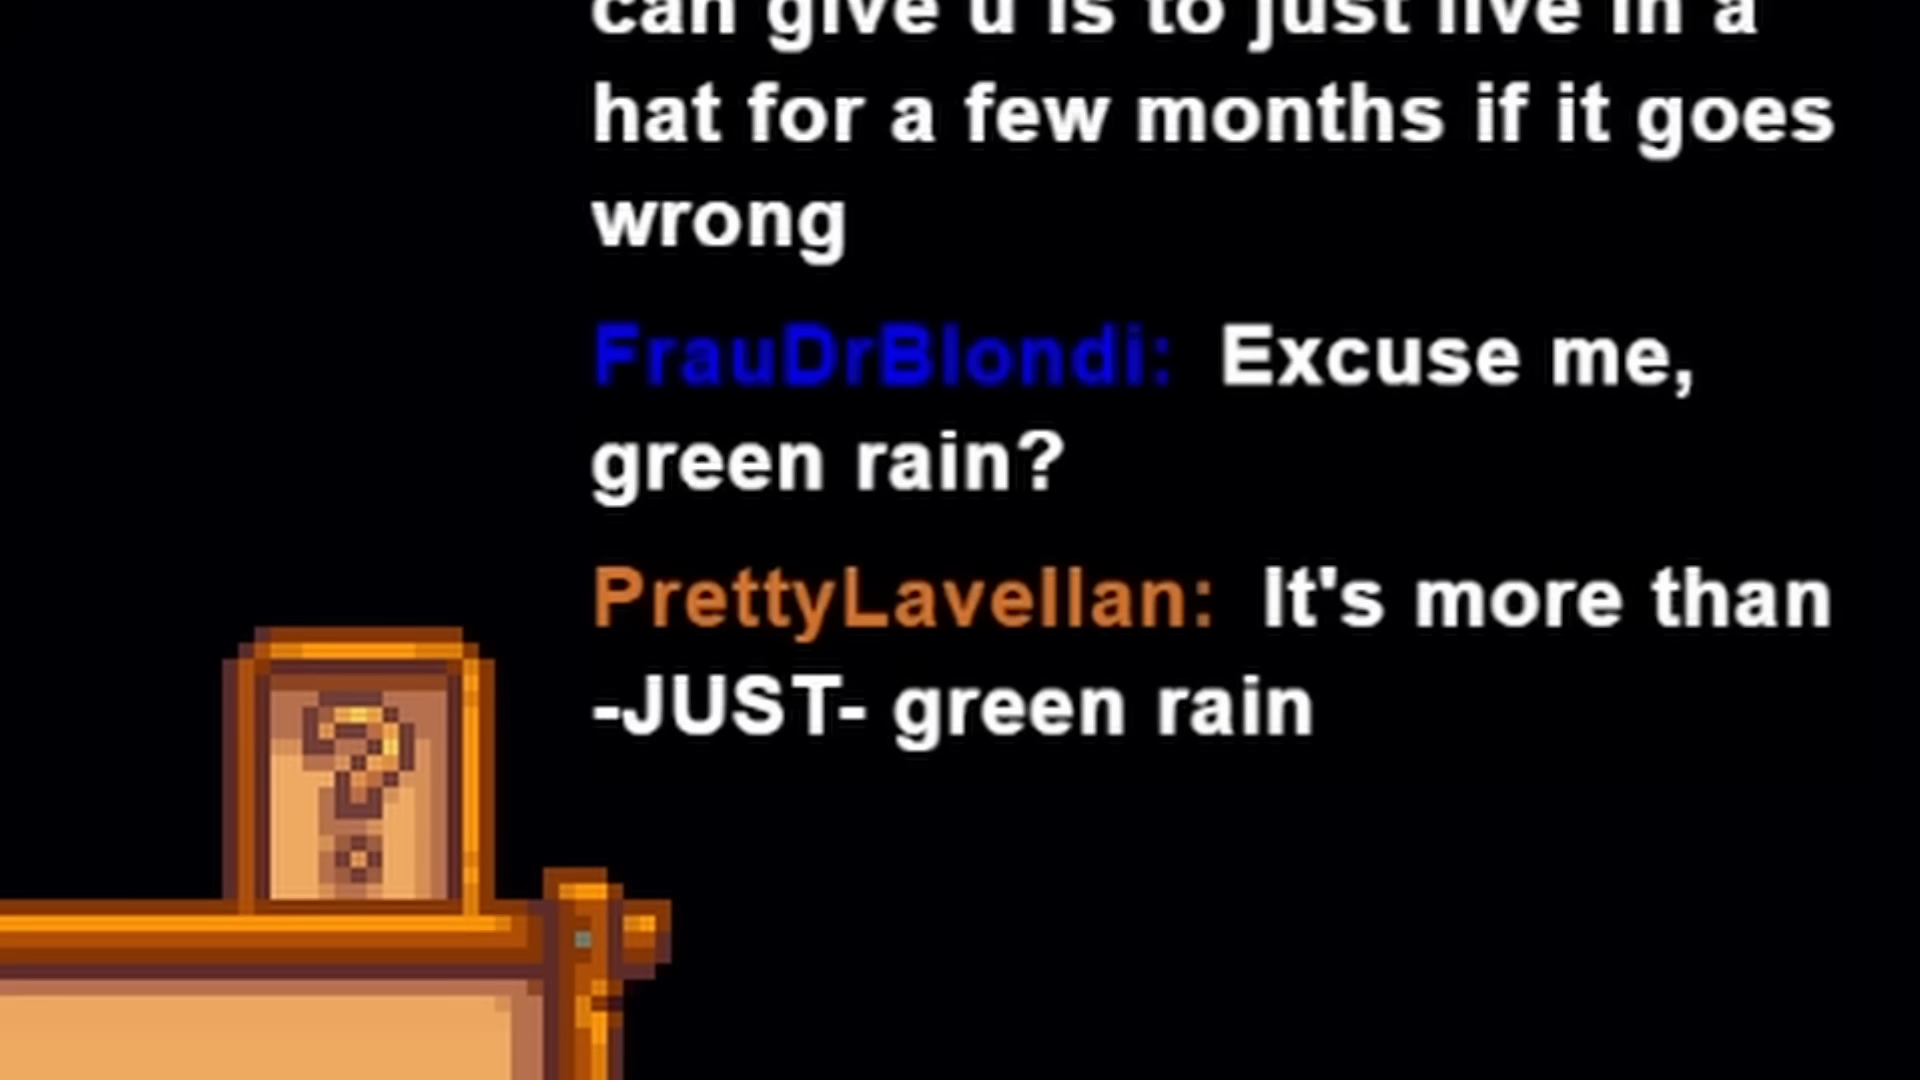 can give u is to just live in a
hat for a few months if it goes
wrong
FrauDrBlondi: Excuse me,
green rain?
PrettyLavellan: It's more than
-JUST- green rain
?